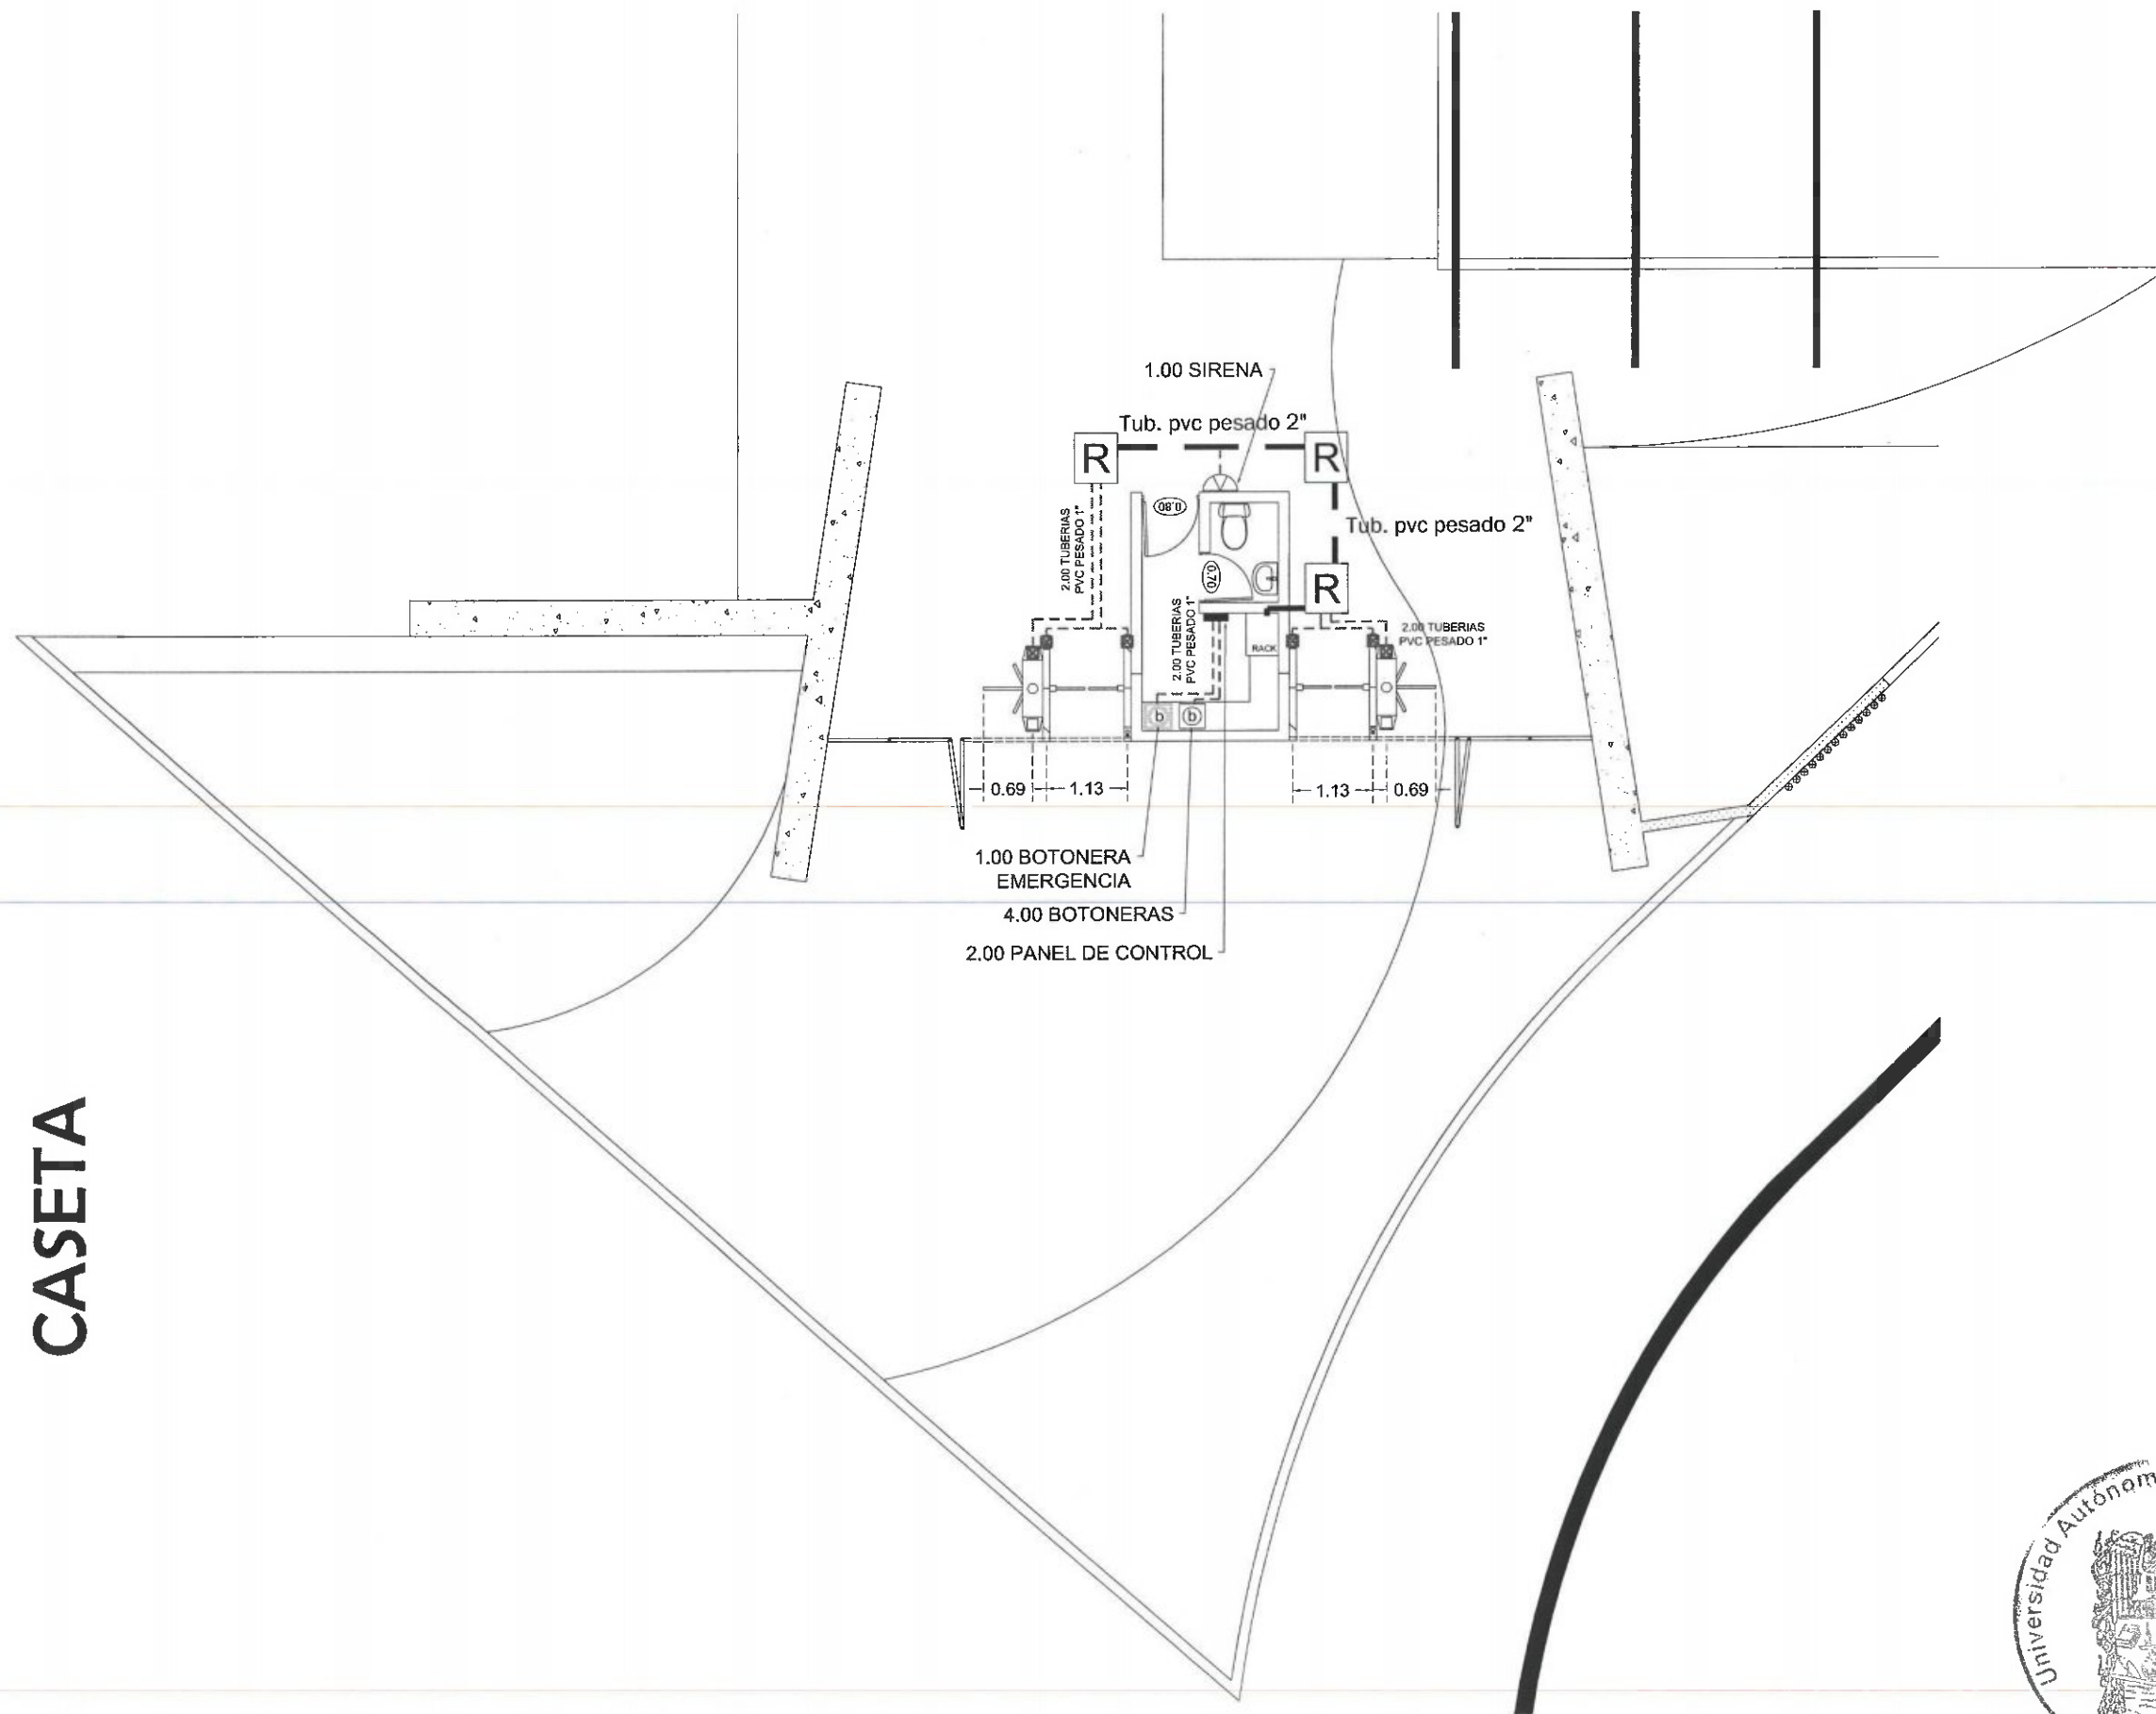 1.00 SIRENA
Tub. pvc pesado 2"
R
R
0.80
2.00 TUBERIAS
PVC PESADO 1"
Tub. pvc pesado 2"
0.70
R
2.00 TUBERIAS
PVC PESADO 1"
2.00 TUBERIAS
PVC PESADO 1"
RACK
b
b
0.69
1.13
1.13
0.69
1.00 BOTONERA
EMERGENCIA
4.00 BOTONERAS
2.00 PANEL DE CONTROL
CASETA
Universidad Autónom